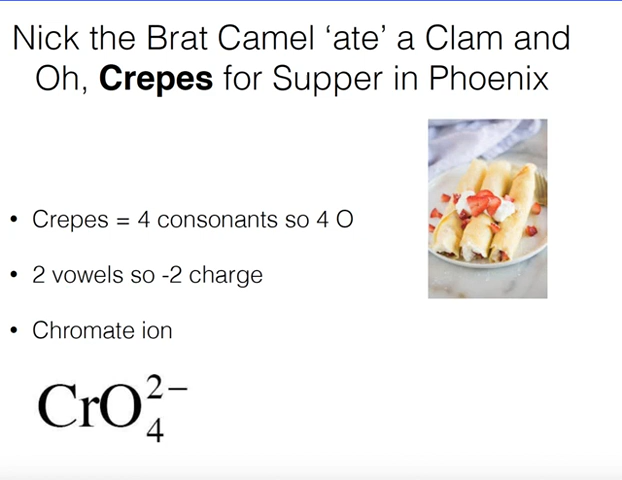 Nick the Brat Camel ‘ate’ a Clam and
Oh, Crepes for Supper in Phoenix
• Crepes = 4 consonants so 4 O
• 2 vowels so -2 charge
• Chromate ion
CrO₄²⁻